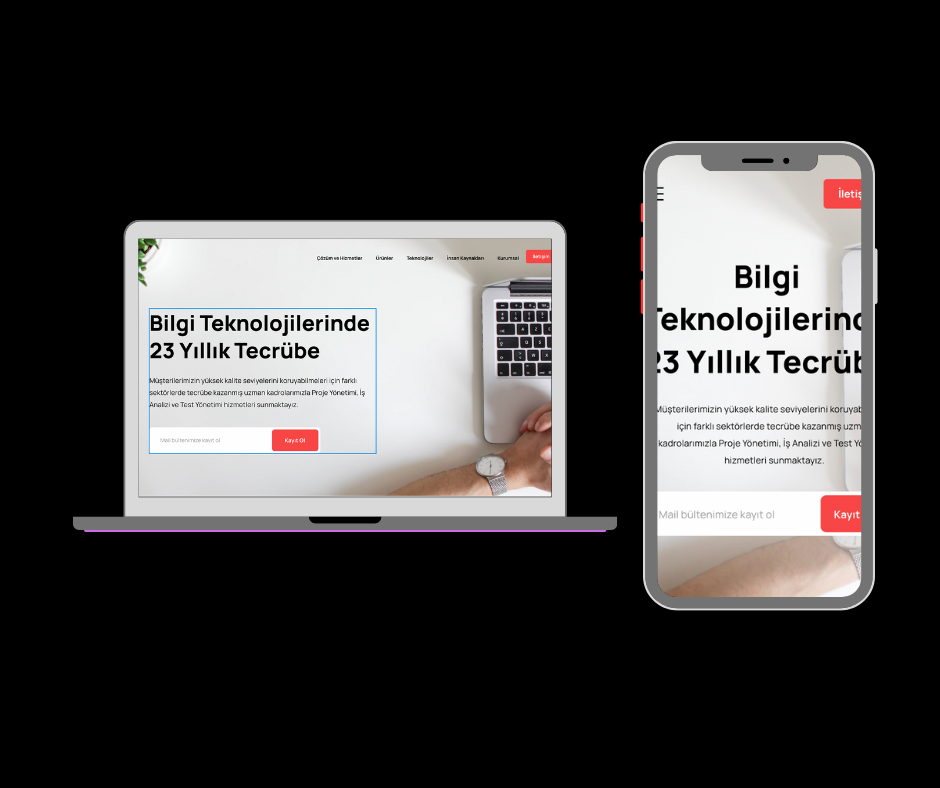 Çözüm ve Hizmetler Ürünler Teknolojiler İnsan Kaynakları Kurumsal İletişim
Bilgi Teknolojilerinde
23 Yıllık Tecrübe
Müşterilerimizin yüksek kalite seviyelerini koruyabilmeleri için farklı
sektörlerde tecrübe kazanmış uzman kadrolarımızla Proje Yönetimi, İş
Analizi ve Test Yönetimi hizmetleri sunmaktayız.
Mail bültenimize kayıt ol Kayıt Ol
İletiş
Bilgi
Teknolojilerind
23 Yıllık Tecrüb
Müşterilerimizin yüksek kalite seviyelerini koruyab
için farklı sektörlerde tecrübe kazanmış uzm
kadrolarımızla Proje Yönetimi, İş Analizi ve Test Yö
hizmetleri sunmaktayız.
Mail bültenimize kayıt ol Kayıt